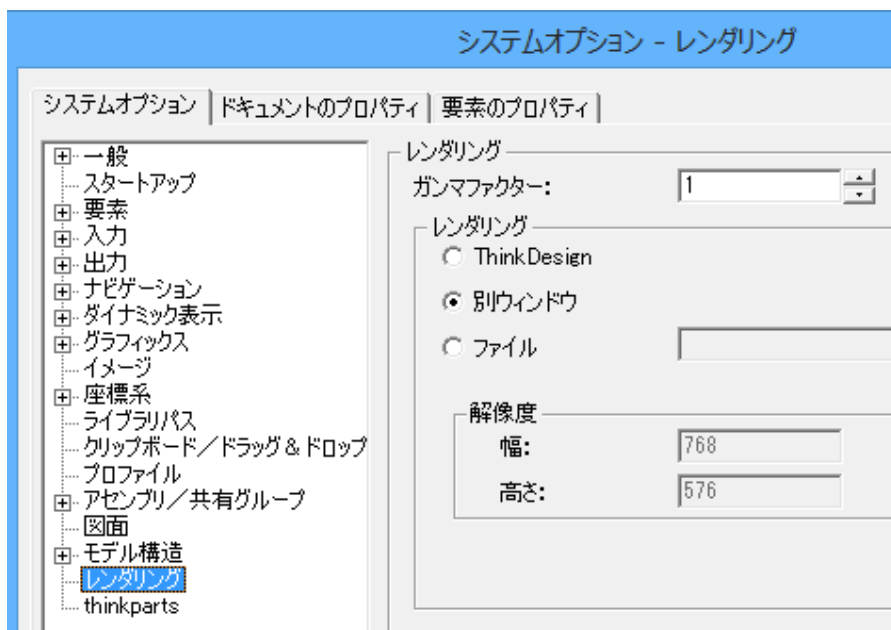 システムオプション - レンダリング
システムオプション
ドキュメントのプロパティ
要素のプロパティ
一般
スタートアップ
要素
入力
出力
ナビゲーション
ダイナミック表示
グラフィックス
イメージ
座標系
ライブラリパス
クリップボード／ドラッグ＆ドロップ
プロファイル
アセンブリ／共有グループ
図面
モデル構造
レンダリング
thinkparts
レンダリング
ガンマファクター: 1
レンダリング
ThinkDesign
別ウィンドウ
ファイル
解像度
幅: 768
高さ: 576